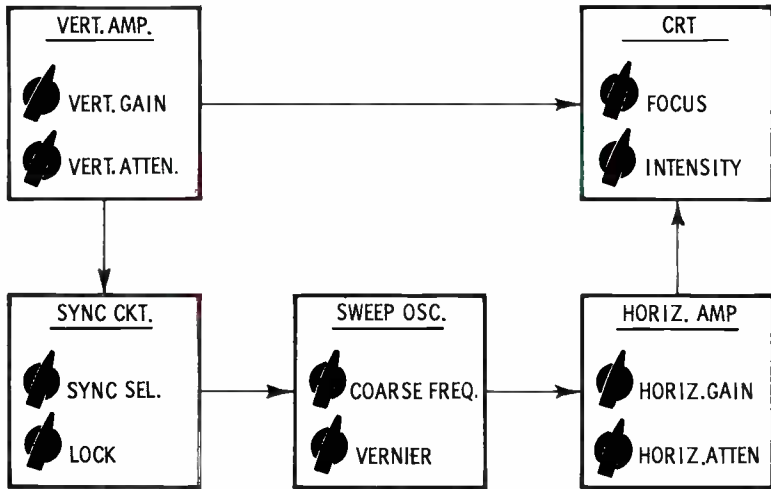 VERT. AMP.
VERT. GAIN
VERT. ATTEN.
CRT
FOCUS
INTENSITY
SYNC CKT.
SYNC SEL.
LOCK
SWEEP OSC.
COARSE FREQ.
VERNIER
HORIZ. AMP
HORIZ. GAIN
HORIZ. ATTEN